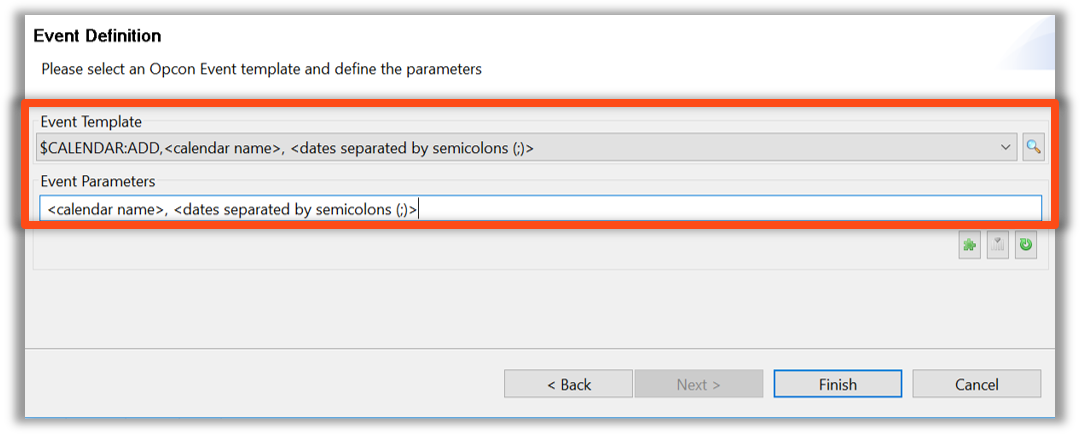 Event Definition
Please select an Opcon Event template and define the parameters
Event Template
$CALENDAR:ADD,<calendar name>, <dates separated by semicolons (;)>
Event Parameters
<calendar name>, <dates separated by semicolons (;)>
< Back
Next >
Finish
Cancel